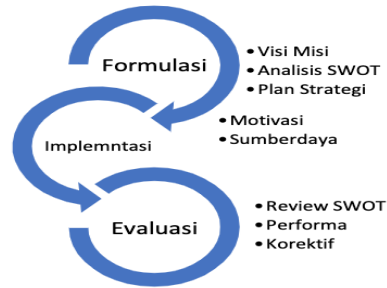 Formulasi
• Visi Misi
• Analisis SWOT
• Plan Strategi
Implemntasi
• Motivasi
• Sumberdaya
Evaluasi
• Review SWOT
• Performa
• Korektif